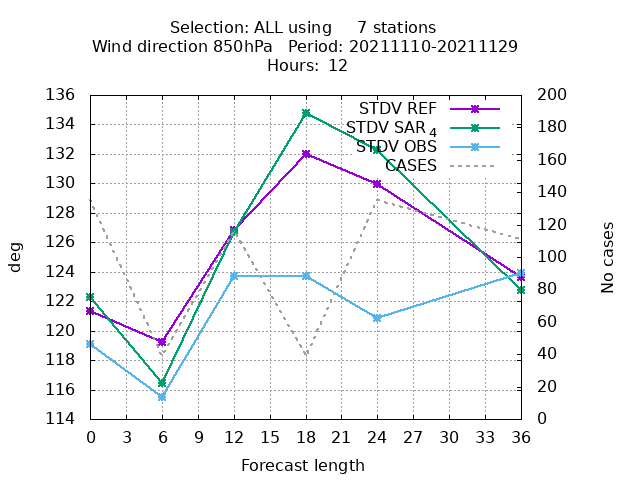 Selection: ALL using     7 stations
Wind direction 850hPa   Period: 20211110-20211129
Hours: 12
STDV REF
STDV SAR4
STDV OBS
CASES
136
134
132
130
128
126
124
122
120
118
116
114
200
180
160
140
120
100
80
60
40
20
0
deg
No cases
0 3 6 9 12 15 18 21 24 27 30 33 36
Forecast length